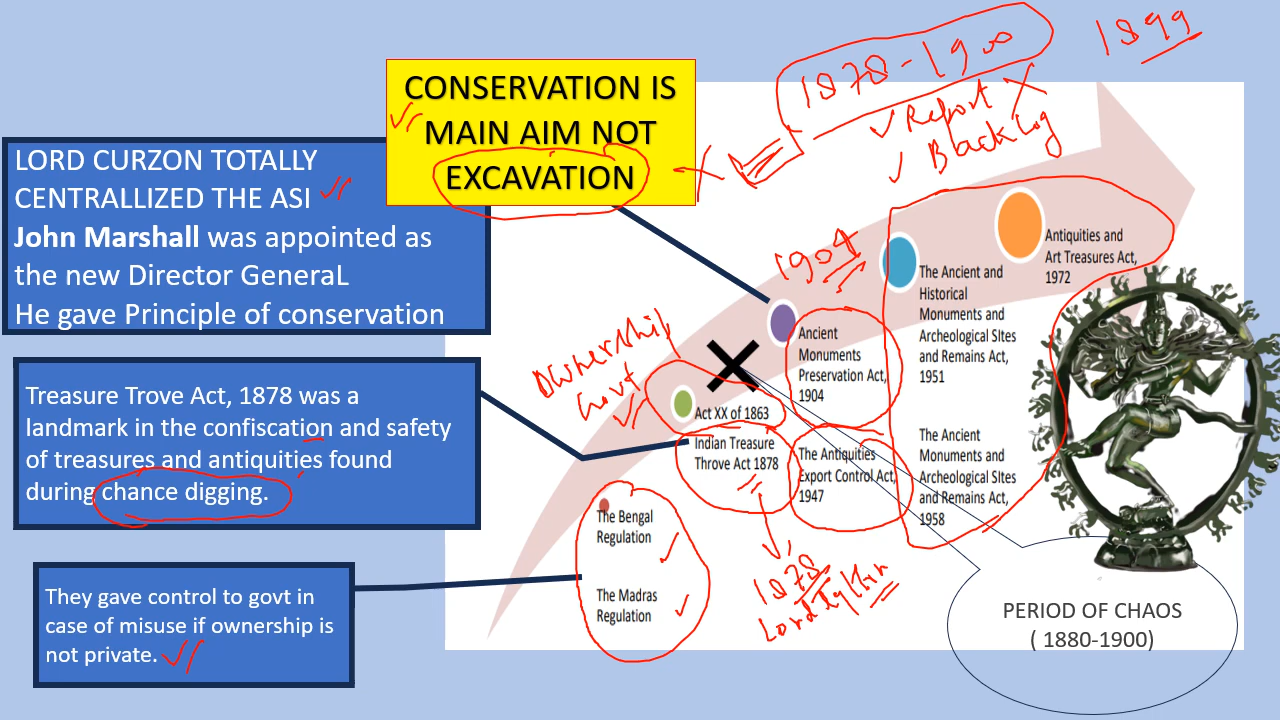 1878-1900
1899
Report
Backlog
CONSERVATION IS
MAIN AIM NOT
EXCAVATION
LORD CURZON TOTALLY
CENTRALLIZED THE ASI
John Marshall was appointed as
the new Director GeneraL
He gave Principle of conservation
Treasure Trove Act, 1878 was a
landmark in the confiscation and safety
of treasures and antiquities found
during chance digging.
They gave control to govt in
case of misuse if ownership is
not private.
The Bengal
Regulation
The Madras
Regulation
Ownership
Govt
Act XX of 1863
Indian Treasure
Throve Act 1878
1878
Lord Lytton
1904
Ancient
Monuments
Preservation Act,
1904
The Antiquities
Export Control Act,
1947
The Ancient and
Historical
Monuments and
Archeological SItes
and Remains Act,
1951
The Ancient
Monuments and
Archeological SItes
and Remains Act,
1958
Antiquities and
Art Treasures Act,
1972
PERIOD OF CHAOS
( 1880-1900)